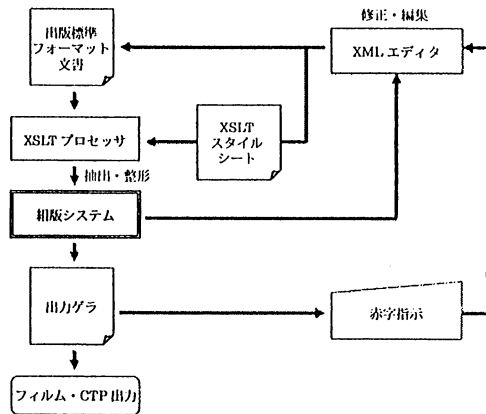 修正・編集
出版標準
フォーマット
文書
XMLエディタ
XSLTプロセッサ
XSLT
スタイル
シート
抽出・整形
組版システム
出力ゲラ
赤字指示
フィルム・CTP出力